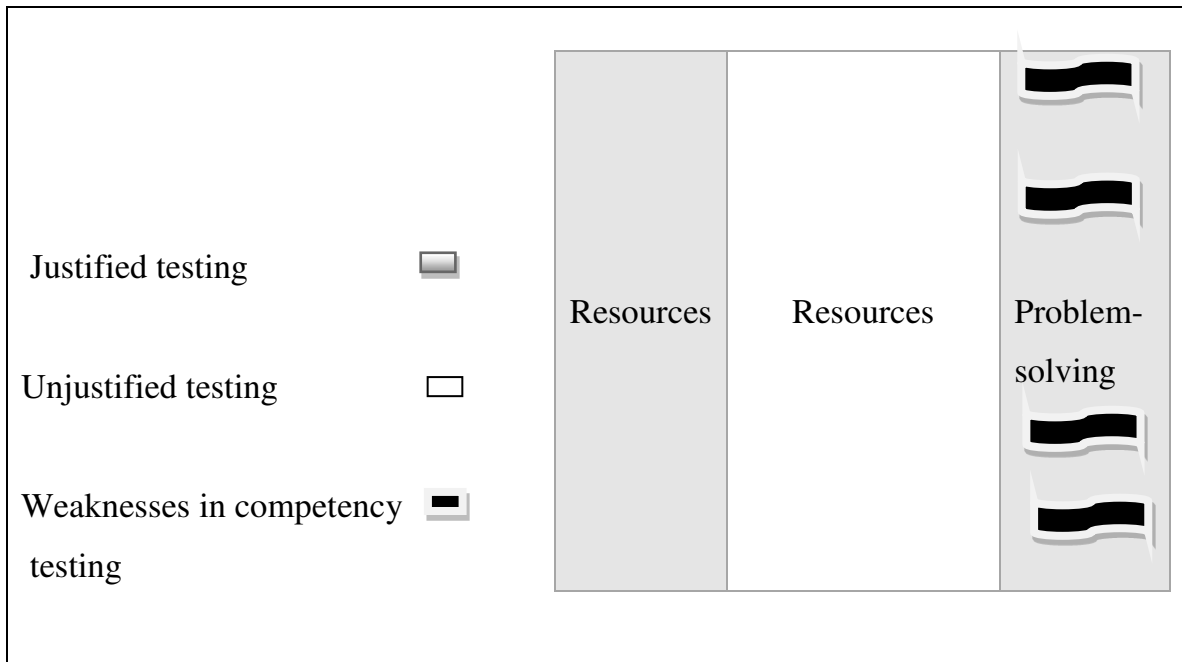 Justified testing
Unjustified testing
Weaknesses in competency
testing
Resources
Resources
Problem-
solving